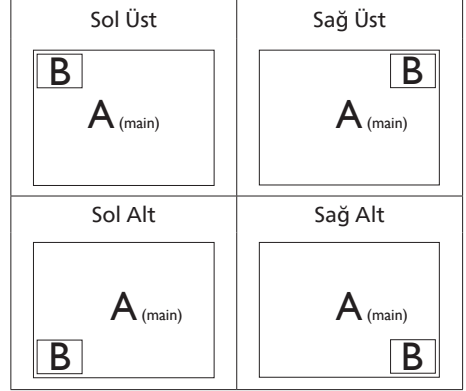 Sol Üst
B
A (main)
Sağ Üst
B
A (main)
Sol Alt
A (main)
B
Sağ Alt
A (main)
B